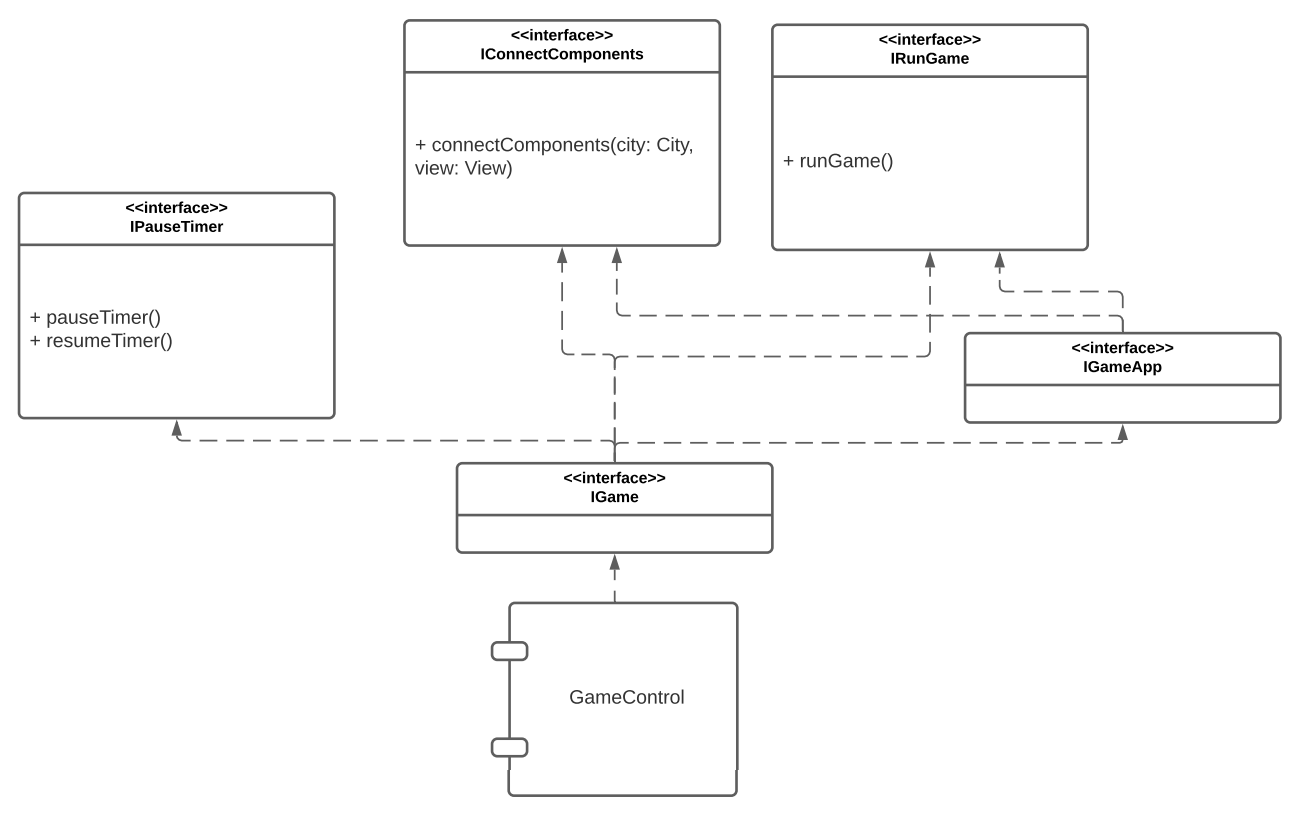 <<interface>>
IConnectComponents
+ connectComponents(city: City,
view: View)
<<interface>>
IRunGame
+ runGame()
<<interface>>
IPauseTimer
+ pauseTimer()
+ resumeTimer()
<<interface>>
IGameApp
<<interface>>
IGame
GameControl